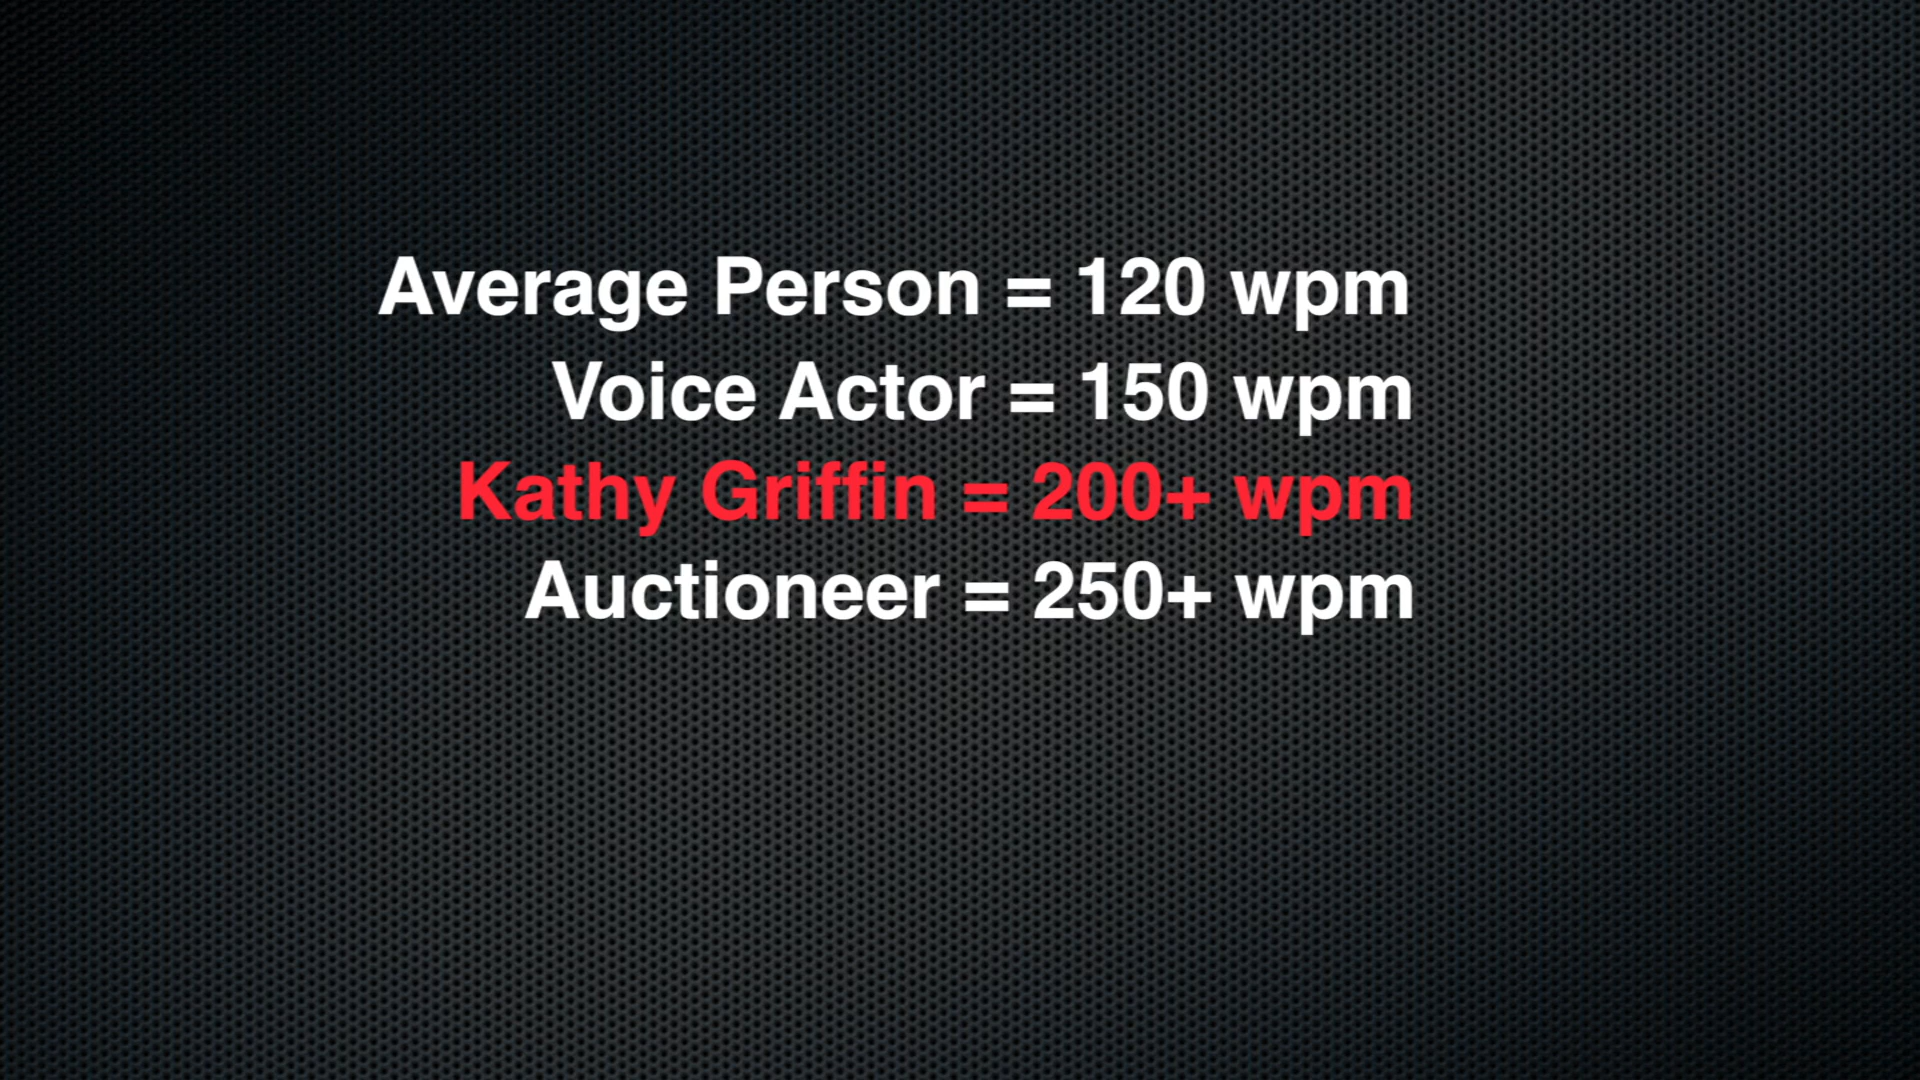 Average Person = 120 wpm
Voice Actor = 150 wpm
Kathy Griffin = 200+ wpm
Auctioneer = 250+ wpm